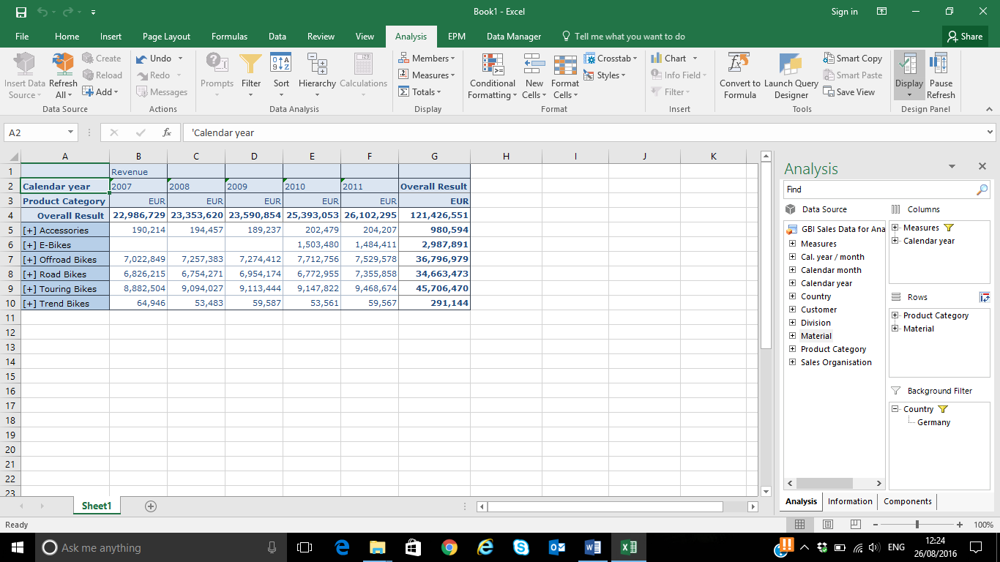 Book1 - Excel
Sign in
File Home Insert Page Layout Formulas Data Review View Analysis EPM Data Manager Tell me what you want to do Share
Insert Data Source Refresh All Create Reload Add
Data Source
Undo Redo Messages
Actions
Prompts Filter Sort Hierarchy Calculations
Data Analysis
Members Measures Totals
Display
Conditional Formatting New Cells Format Cells Crosstab Styles
Format
Chart Info Field Filter
Insert
Convert to Formula Launch Query Designer Smart Copy Smart Paste Save View
Tools
Display Pause Refresh
Design Panel
A2 fx 'Calendar year
A B C D E F G H I J K
1 Revenue
2 Calendar year 2007 2008 2009 2010 2011 Overall Result
3 Product Category EUR EUR EUR EUR EUR EUR
4 Overall Result 22,986,729 23,353,620 23,590,854 25,393,053 26,102,295 121,426,551
5 [+] Accessories 190,214 194,457 189,237 202,479 204,207 980,594
6 [+] E-Bikes 1,503,480 1,484,411 2,987,891
7 [+] Offroad Bikes 7,022,849 7,257,383 7,274,412 7,712,756 7,529,578 36,796,979
8 [+] Road Bikes 6,826,215 6,754,271 6,954,174 6,772,955 7,355,858 34,663,473
9 [+] Touring Bikes 8,882,504 9,094,027 9,113,444 9,147,822 9,468,674 45,706,470
10 [+] Trend Bikes 64,946 53,483 59,587 53,561 59,567 291,144
11
12
13
14
15
16
17
18
19
20
21
22
23
Analysis
Find
Data Source
GBI Sales Data for Ana
Measures
Cal. year / month
Calendar month
Calendar year
Country
Customer
Division
Material
Product Category
Sales Organisation
Columns
Measures
Calendar year
Rows
Product Category
Material
Background Filter
Country
Germany
Analysis Information Components
Sheet1
Ready
100%
Ask me anything
ENG
12:24
26/08/2016